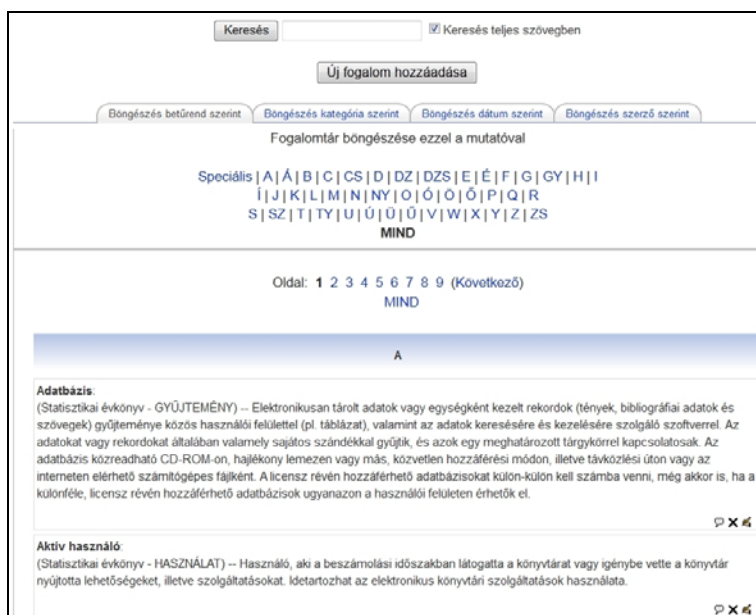 Keresés Keresés teljes szövegben
Új fogalom hozzáadása
Böngészés betűrend szerint Böngészés kategória szerint Böngészés dátum szerint Böngészés szerző szerint
Fogalomtár böngészése ezzel a mutatóval
Speciális | A | Á | B | C | CS | D | DZ | DZS | E | É | F | G | GY | H | I
Í | J | K | L | M | N | NY | O | Ó | Ö | Ő | P | Q | R
S | SZ | T | TY | U | Ú | Ü | Ű | V | W | X | Y | Z | ZS
MIND
Oldal: 1 2 3 4 5 6 7 8 9 (Következő)
MIND
A
Adatbázis:
(Statisztikai évkönyv - GYŰJTEMÉNY) -- Elektronikusan tárolt adatok vagy egységként kezelt rekordok (tények, bibliográfiai adatok és
szövegek) gyűjteménye közös használói felülettel (pl. táblázat), valamint az adatok keresésére és kezelésére szolgáló szoftverrel. Az
adatokat vagy rekordokat általában valamely sajátos szándékkal gyűjtik, és azok egy meghatározott tárgykörrel kapcsolatosak. Az
adatbázis közreadható CD-ROM-on, hajlékony lemezen vagy más, közvetlen hozzáférési módon, illetve távközlési úton vagy az
interneten elérhető számítógépes fájlként. A licensz révén hozzáférhető adatbázisokat külön-külön kell számba venni, még akkor is, ha a
különféle, licensz révén hozzáférhető adatbázisok ugyanazon a használói felületen érhetők el.
Aktív használó:
(Statisztikai évkönyv - HASZNÁLAT) -- Használó, aki a beszámolási időszakban látogatta a könyvtárat vagy igénybe vette a könyvtár
nyújtotta lehetőségeket, illetve szolgáltatásokat. Idetartozhat az elektronikus könyvtári szolgáltatások használata.